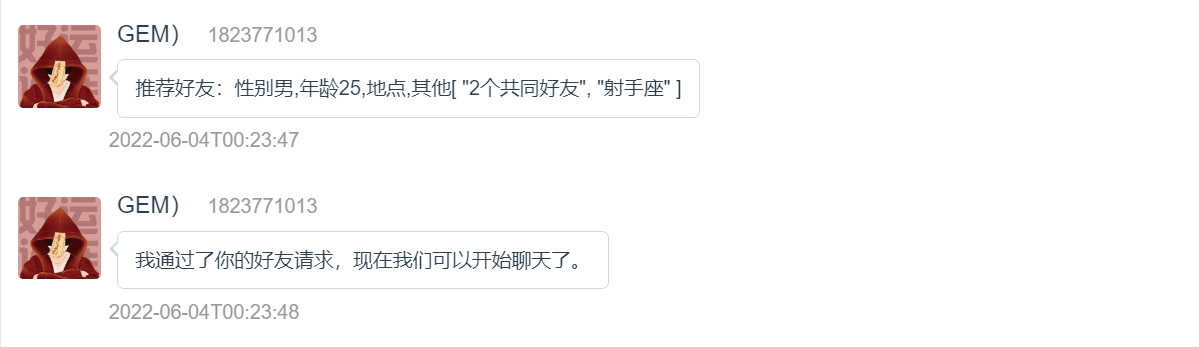 GEM） 1823771013
推荐好友：性别男,年龄25,地点,其他[ "2个共同好友", "射手座" ]
2022-06-04T00:23:47
GEM） 1823771013
我通过了你的好友请求，现在我们可以开始聊天了。
2022-06-04T00:23:48